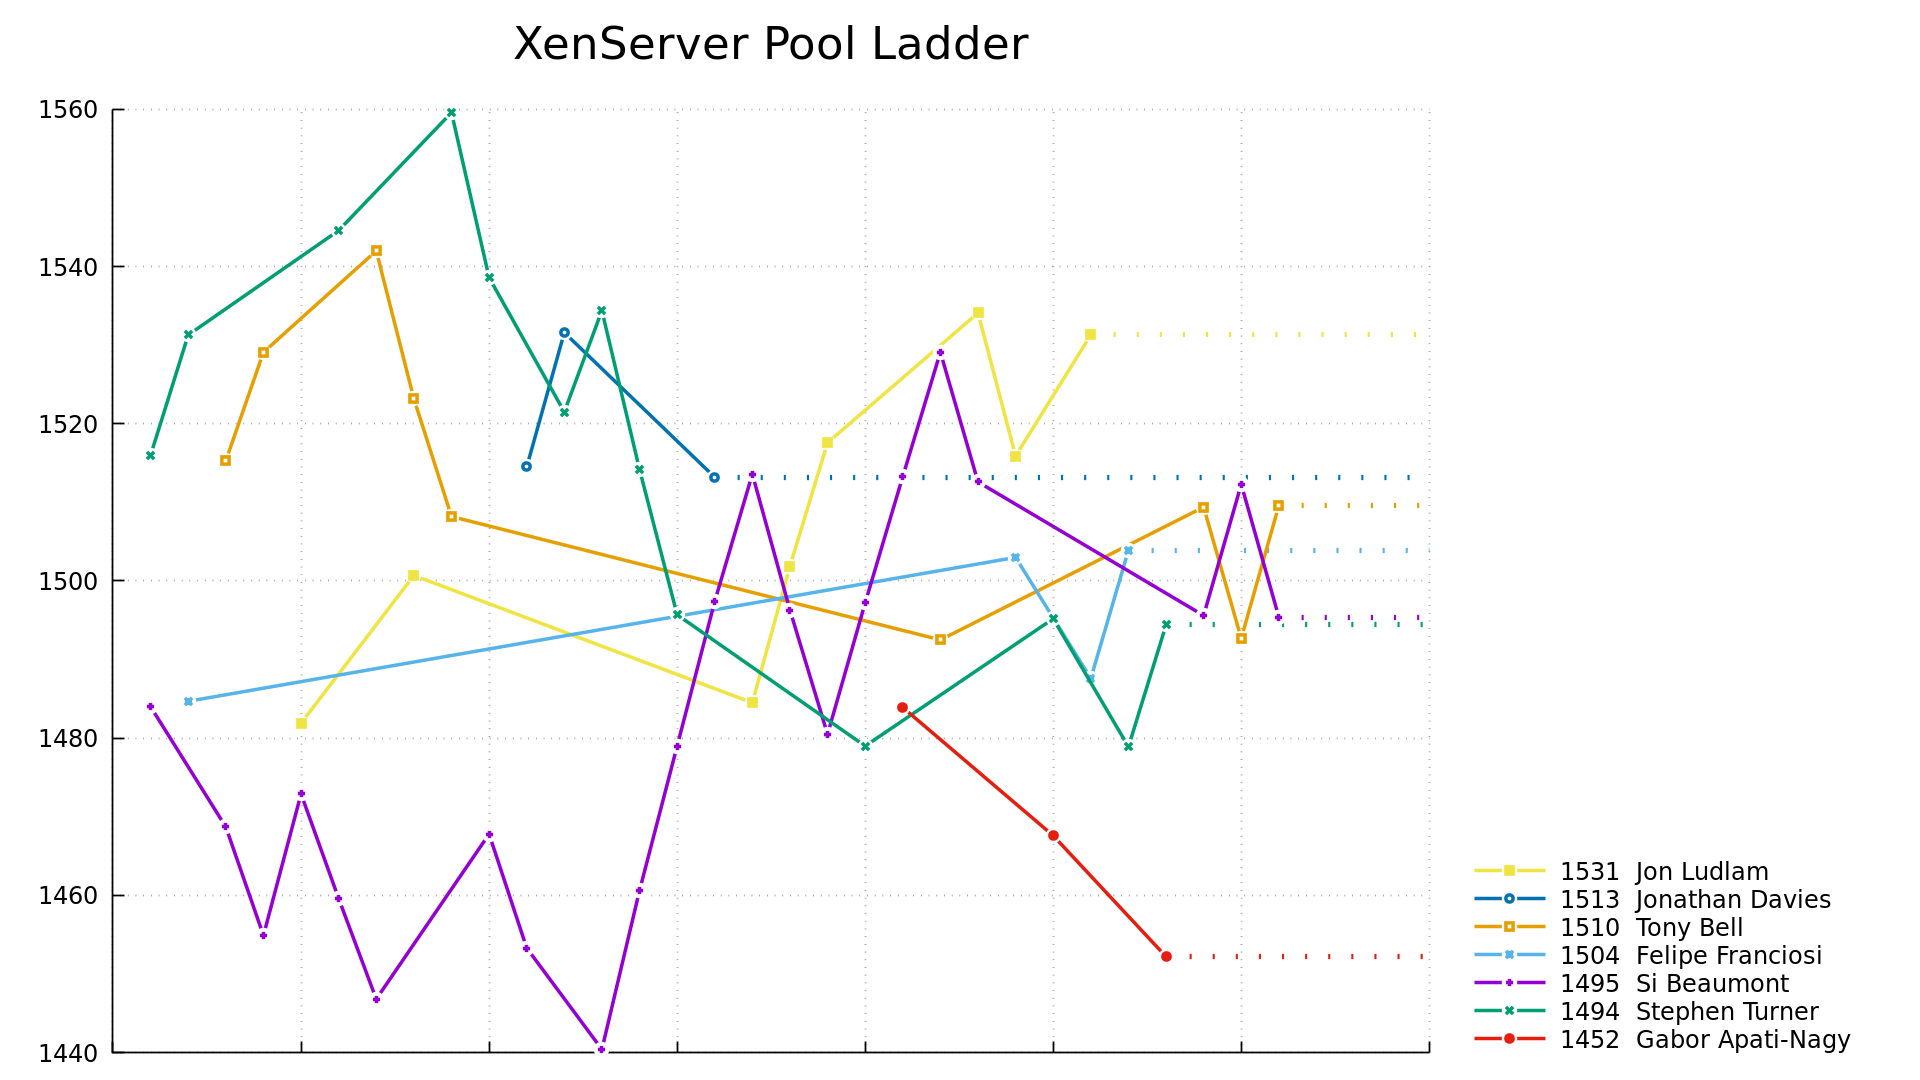 XenServer Pool Ladder
1560
1540
1520
1500
1480
1460
1440
1531 Jon Ludlam
1513 Jonathan Davies
1510 Tony Bell
1504 Felipe Franciosi
1495 Si Beaumont
1494 Stephen Turner
1452 Gabor Apati-Nagy